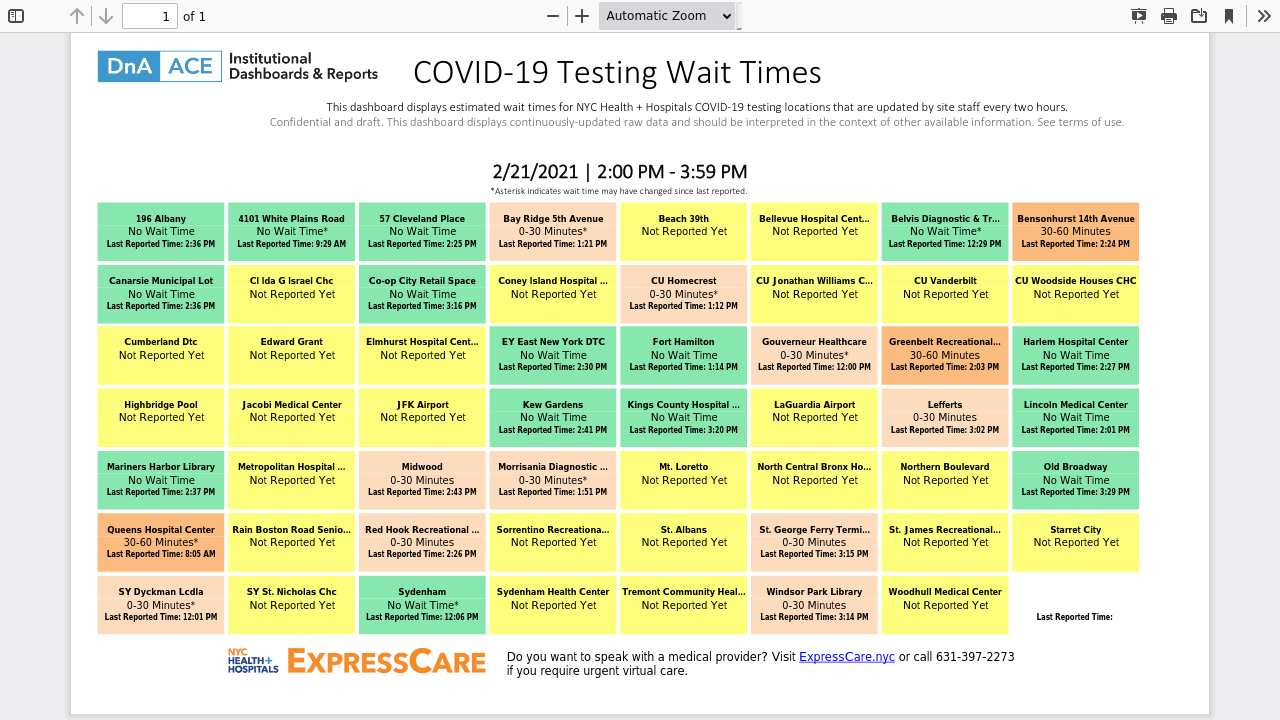 1 of 1 Automatic Zoom
DnA ACE Institutional
Dashboards & Reports
COVID-19 Testing Wait Times
This dashboard displays estimated wait times for NYC Health + Hospitals COVID-19 testing locations that are updated by site staff every two hours.
Confidential and draft. This dashboard displays continuously-updated raw data and should be interpreted in the context of other available information. See terms of use.
2/21/2021 | 2:00 PM - 3:59 PM
*Asterisk indicates wait time may have changed since last reported.
196 Albany
No Wait Time
Last Reported Time: 2:36 PM
4101 White Plains Road
No Wait Time*
Last Reported Time: 9:29 AM
57 Cleveland Place
No Wait Time
Last Reported Time: 2:25 PM
Bay Ridge 5th Avenue
0-30 Minutes*
Last Reported Time: 1:21 PM
Beach 39th
Not Reported Yet
Bellevue Hospital Cent...
Not Reported Yet
Belvis Diagnostic & Tr...
No Wait Time*
Last Reported Time: 12:29 PM
Bensonhurst 14th Avenue
30-60 Minutes
Last Reported Time: 2:24 PM
Canarsie Municipal Lot
No Wait Time
Last Reported Time: 2:36 PM
Cl Ida G Israel Chc
Not Reported Yet
Co-op City Retail Space
No Wait Time
Last Reported Time: 3:16 PM
Coney Island Hospital ...
Not Reported Yet
CU Homecrest
0-30 Minutes*
Last Reported Time: 1:12 PM
CU Jonathan Williams C...
Not Reported Yet
CU Vanderbilt
Not Reported Yet
CU Woodside Houses CHC
Not Reported Yet
Cumberland Dtc
Not Reported Yet
Edward Grant
Not Reported Yet
Elmhurst Hospital Cent...
Not Reported Yet
EY East New York DTC
No Wait Time
Last Reported Time: 2:30 PM
Fort Hamilton
No Wait Time
Last Reported Time: 1:14 PM
Gouverneur Healthcare
0-30 Minutes*
Last Reported Time: 12:00 PM
Greenbelt Recreational...
30-60 Minutes
Last Reported Time: 2:03 PM
Harlem Hospital Center
No Wait Time
Last Reported Time: 2:27 PM
Highbridge Pool
Not Reported Yet
Jacobi Medical Center
Not Reported Yet
JFK Airport
Not Reported Yet
Kew Gardens
No Wait Time
Last Reported Time: 2:41 PM
Kings County Hospital ...
No Wait Time
Last Reported Time: 3:20 PM
LaGuardia Airport
Not Reported Yet
Lefferts
0-30 Minutes
Last Reported Time: 3:02 PM
Lincoln Medical Center
No Wait Time
Last Reported Time: 2:01 PM
Mariners Harbor Library
No Wait Time
Last Reported Time: 2:37 PM
Metropolitan Hospital ...
Not Reported Yet
Midwood
0-30 Minutes
Last Reported Time: 2:43 PM
Morrisania Diagnostic ...
0-30 Minutes*
Last Reported Time: 1:51 PM
Mt. Loretto
Not Reported Yet
North Central Bronx Ho...
Not Reported Yet
Northern Boulevard
Not Reported Yet
Old Broadway
No Wait Time
Last Reported Time: 3:29 PM
Queens Hospital Center
30-60 Minutes*
Last Reported Time: 8:05 AM
Rain Boston Road Senio...
Not Reported Yet
Red Hook Recreational ...
0-30 Minutes
Last Reported Time: 2:26 PM
Sorrentino Recreationa...
Not Reported Yet
St. Albans
Not Reported Yet
St. George Ferry Termi...
0-30 Minutes
Last Reported Time: 3:15 PM
St. James Recreational...
Not Reported Yet
Starret City
Not Reported Yet
SY Dyckman Lcdla
0-30 Minutes*
Last Reported Time: 12:01 PM
SY St. Nicholas Chc
Not Reported Yet
Sydenham
No Wait Time*
Last Reported Time: 12:06 PM
Sydenham Health Center
Not Reported Yet
Tremont Community Heal...
Not Reported Yet
Windsor Park Library
0-30 Minutes
Last Reported Time: 3:14 PM
Woodhull Medical Center
Not Reported Yet
Last Reported Time:
NYC
HEALTH+
HOSPITALS
EXPRESSCARE
Do you want to speak with a medical provider? Visit ExpressCare.nyc or call 631-397-2273
if you require urgent virtual care.